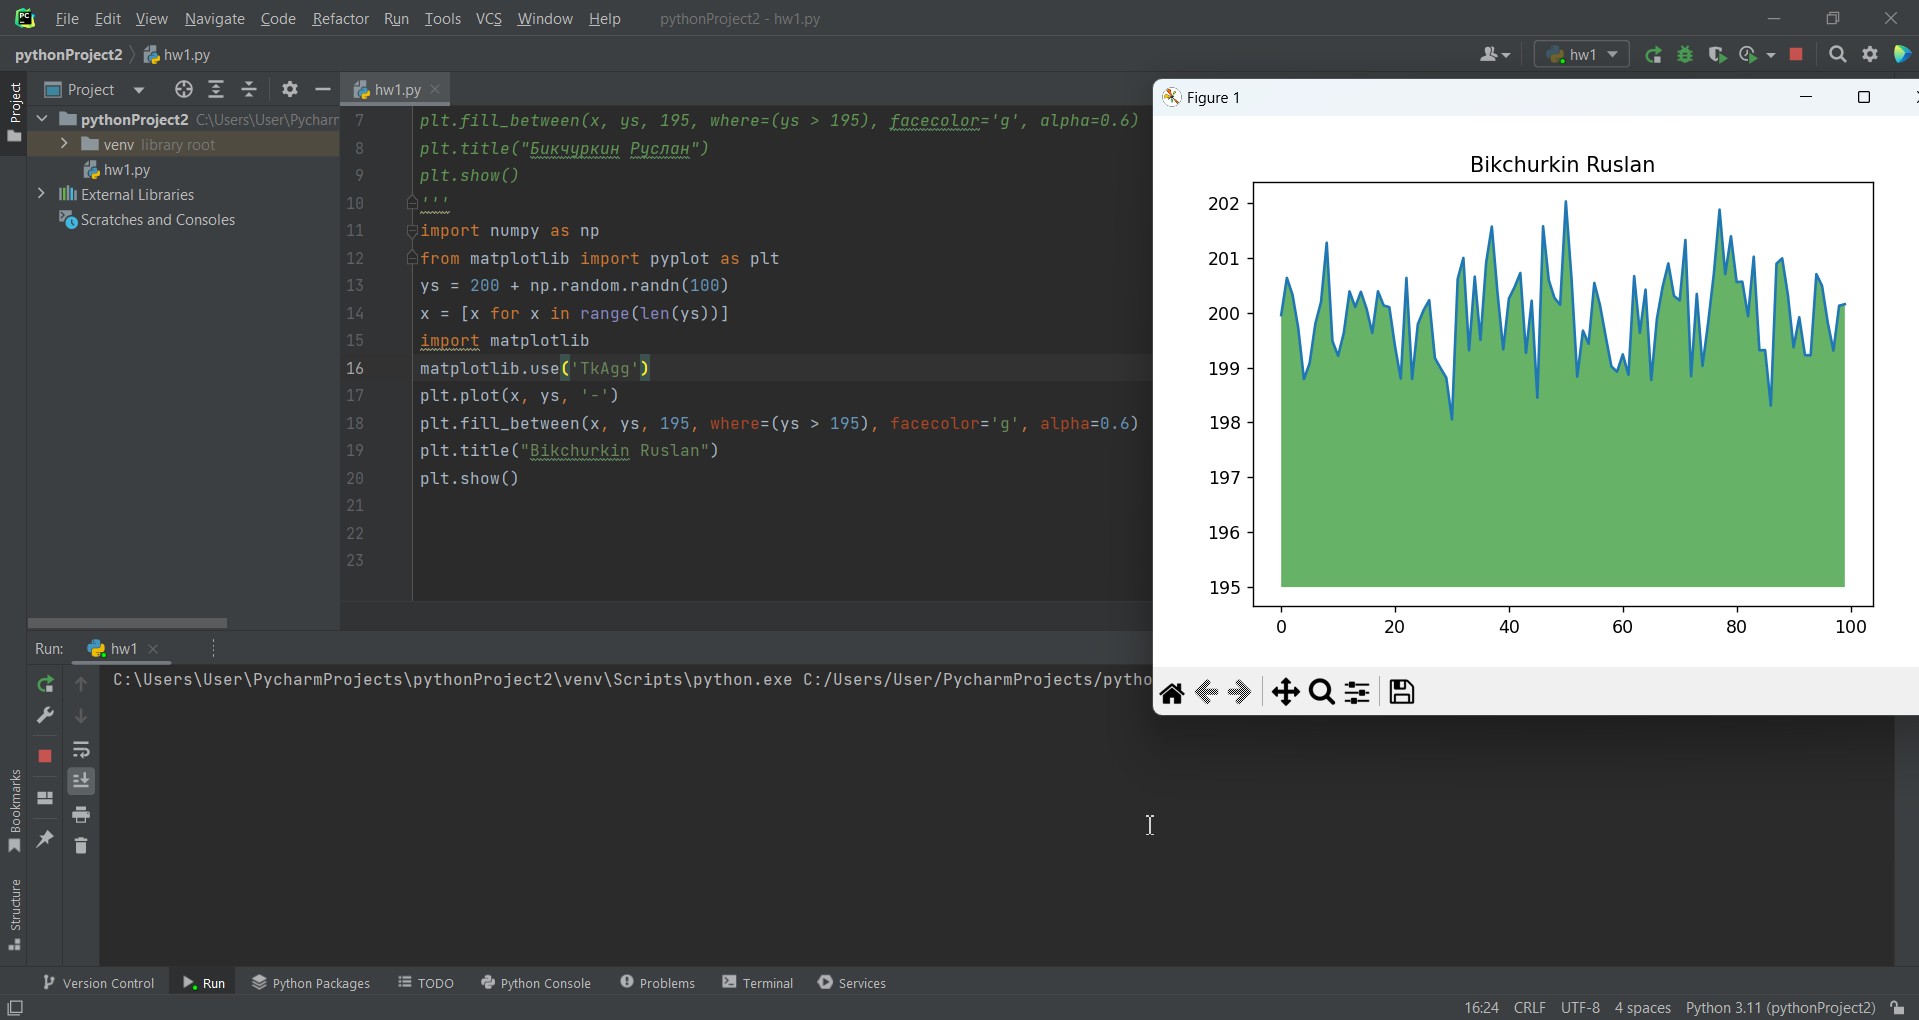 File Edit View Navigate Code Refactor Run Tools VCS Window Help pythonProject2 - hw1.py
pythonProject2 hw1.py
hw1
Project
Project
pythonProject2 C:\Users\User\Pycharm
venv library root
hw1.py
External Libraries
Scratches and Consoles
hw1.py
7 plt.fill_between(x, ys, 195, where=(ys > 195), facecolor='g', alpha=0.6)
8 plt.title("Бикчуркин Руслан")
9 plt.show()
10 '''
11 import numpy as np
12 from matplotlib import pyplot as plt
13 ys = 200 + np.random.randn(100)
14 x = [x for x in range(len(ys))]
15 import matplotlib
16 matplotlib.use('TkAgg')
17 plt.plot(x, ys, '-')
18 plt.fill_between(x, ys, 195, where=(ys > 195), facecolor='g', alpha=0.6)
19 plt.title("Bikchurkin Ruslan")
20 plt.show()
21
22
23
Figure 1
Bikchurkin Ruslan
202
201
200
199
198
197
196
195
0 20 40 60 80 100
Run: hw1
C:\Users\User\PycharmProjects\pythonProject2\venv\Scripts\python.exe C:/Users/User/PycharmProjects/pytho
Bookmarks
Structure
Version Control Run Python Packages TODO Python Console Problems Terminal Services
16:24 CRLF UTF-8 4 spaces Python 3.11 (pythonProject2)